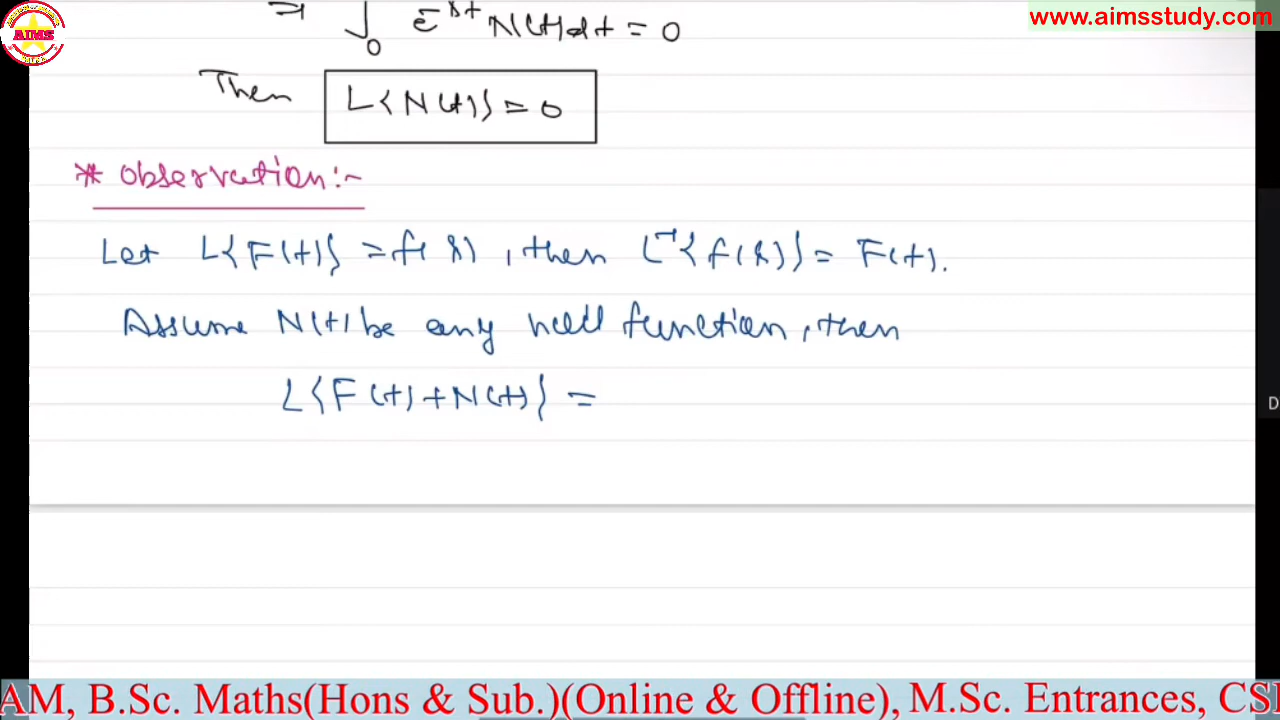 www.aimsstudy.com
AIMS
⇒ ∫₀ e^{-st} N(t) dt = 0
Then L{N(t)} = 0
* Observation:-
Let L{F(t)} = f(s), then L⁻¹{f(s)} = F(t).
Assume N(t) be any null function, then
L{F(t) + N(t)} =
D
AM, B.Sc. Maths(Hons & Sub.)(Online & Offline), M.Sc. Entrances, CSI